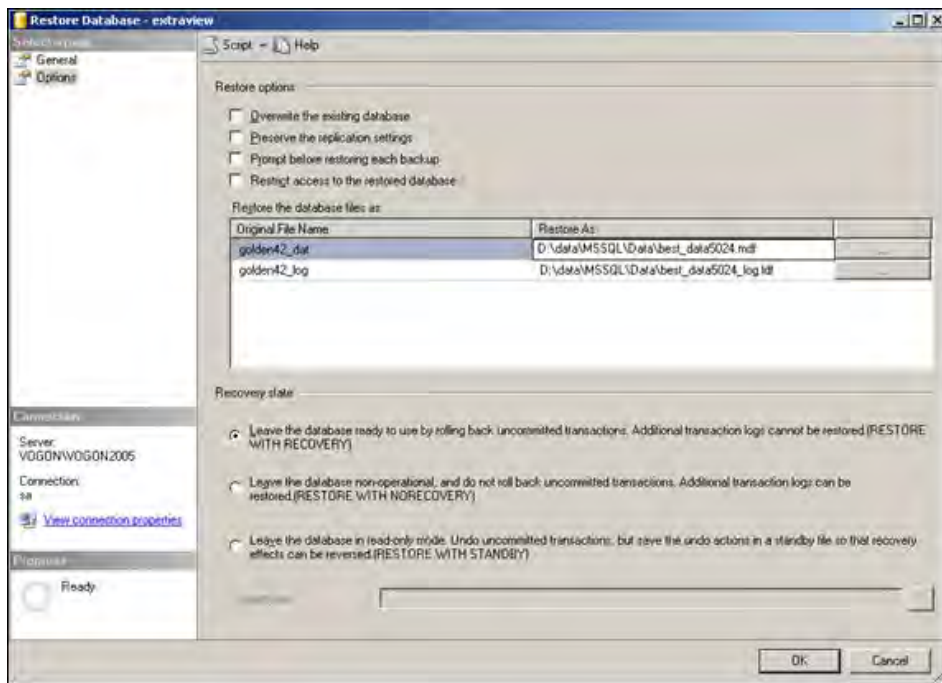 Restore Database - extraview
Select a page
General
Options
Script Help
Restore options
Overwrite the existing database
Preserve the replication settings
Prompt before restoring each backup
Restrict access to the restored database
Restore the database files as:
Original File Name Restore As
golden42_dat D:\data\MSSQL\Data\best_data5024.mdf ...
golden42_log D:\data\MSSQL\Data\best_data5024_log.ldf ...
Recovery state
Leave the database ready to use by rolling back uncommitted transactions. Additional transaction logs cannot be restored.(RESTORE
WITH RECOVERY)
Leave the database non-operational, and do not roll back uncommitted transactions. Additional transaction logs can be
restored.(RESTORE WITH NORECOVERY)
Leave the database in read-only mode. Undo uncommitted transactions, but save the undo actions in a standby file so that recovery
effects can be reversed.(RESTORE WITH STANDBY)
Connection
Server:
VOGON\VOGON2005
Connection:
sa
View connection properties
Progress
Ready
OK Cancel